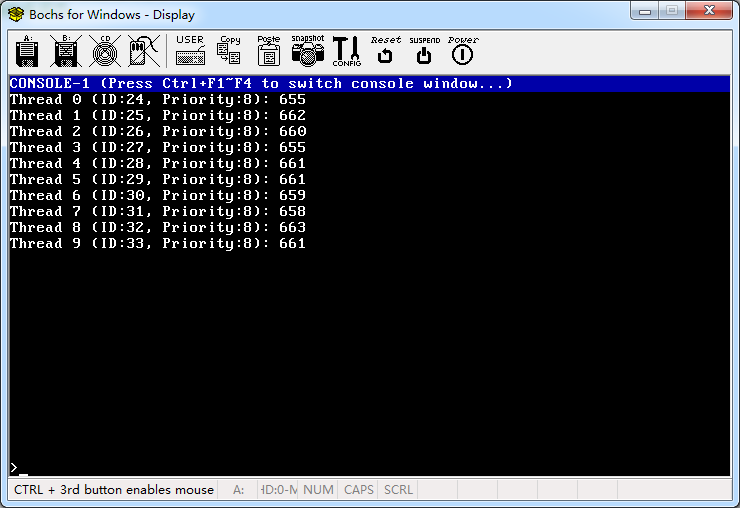 Bochs for Windows - Display
A: B: CD USER Copy Paste snapshot CONFIG Reset SUSPEND Power
CONSOLE-1 (Press Ctrl+F1~F4 to switch console window...)
Thread 0 (ID:24, Priority:8): 655
Thread 1 (ID:25, Priority:8): 662
Thread 2 (ID:26, Priority:8): 660
Thread 3 (ID:27, Priority:8): 655
Thread 4 (ID:28, Priority:8): 661
Thread 5 (ID:29, Priority:8): 661
Thread 6 (ID:30, Priority:8): 659
Thread 7 (ID:31, Priority:8): 658
Thread 8 (ID:32, Priority:8): 663
Thread 9 (ID:33, Priority:8): 661
>_
CTRL + 3rd button enables mouse A: HD:0-M NUM CAPS SCRL